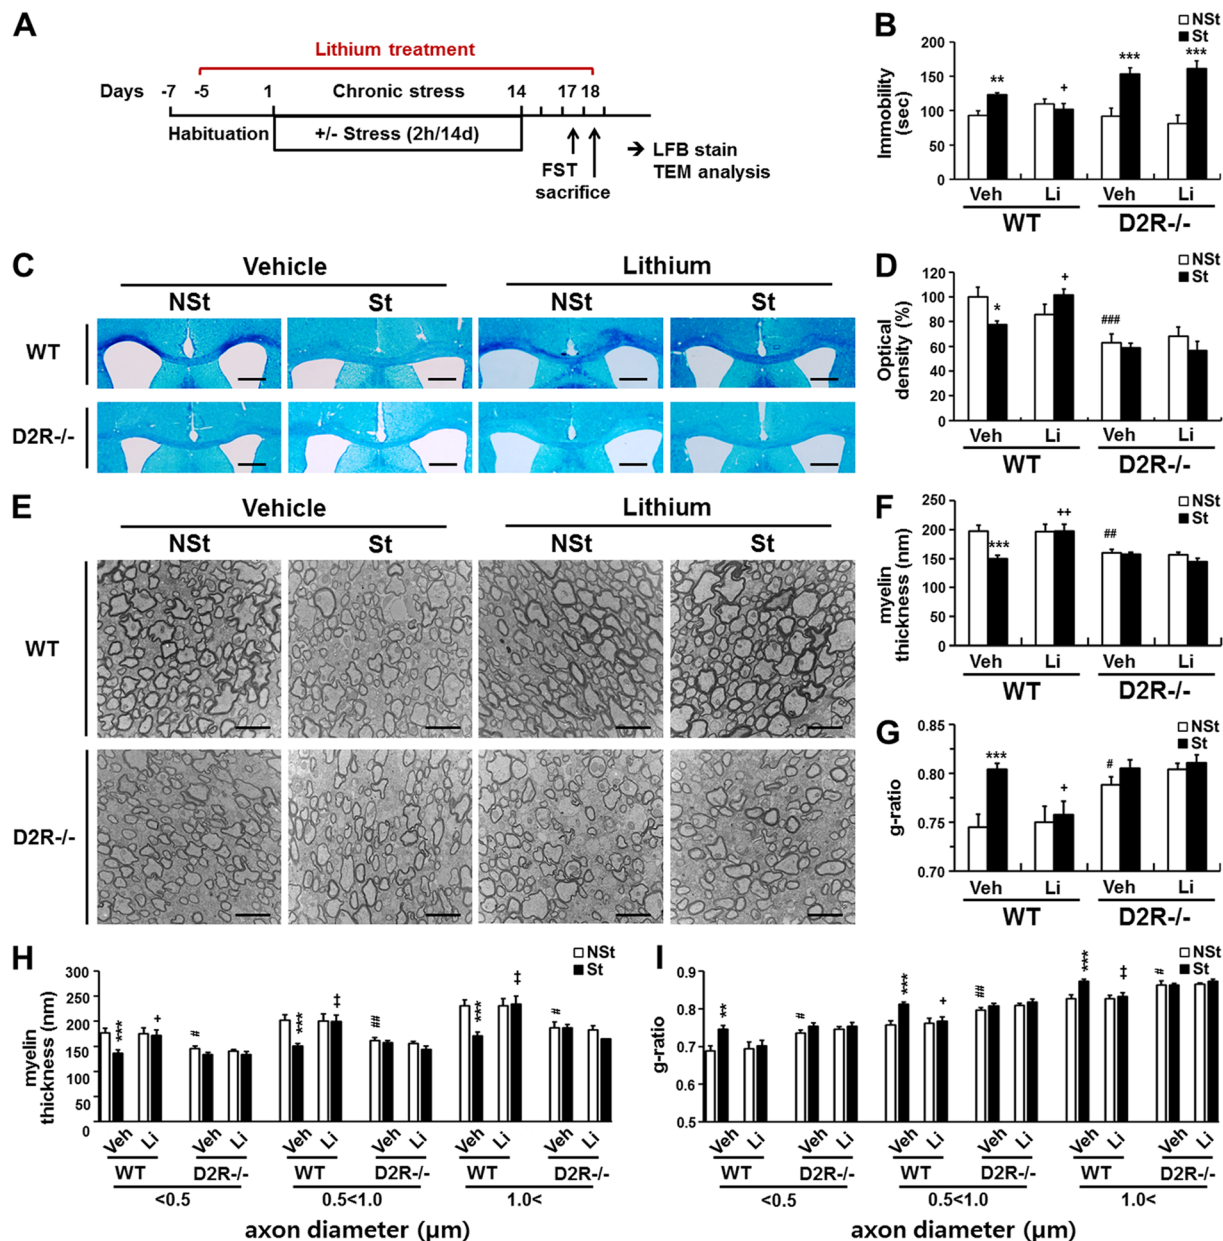 A
Lithium treatment
Days -7 -5 1 Chronic stress 14 17 18
Habituation +/- Stress (2h/14d)
FST
sacrifice
➔ LFB stain
TEM analysis
B
NSt
St
Immobility
(sec)
200
150
100
50
0
** + *** ***
Veh Li Veh Li
WT D2R-/-
C
Vehicle Lithium
NSt St NSt St
WT
D2R-/-
D
NSt
St
Optical
density (%)
120
100
80
60
40
20
0
* + ###
Veh Li Veh Li
WT D2R-/-
E
Vehicle Lithium
NSt St NSt St
WT
D2R-/-
F
NSt
St
myelin
thickness (nm)
250
200
150
100
50
0
*** ++ ##
Veh Li Veh Li
WT D2R-/-
G
NSt
St
g-ratio
0.85
0.80
0.75
0.70
*** + #
Veh Li Veh Li
WT D2R-/-
H
NSt
St
myelin
thickness (nm)
300
250
200
150
100
50
0
*** + # *** ‡ ## *** ‡ #
Veh Li Veh Li Veh Li Veh Li Veh Li Veh Li
WT D2R-/- WT D2R-/- WT D2R-/-
<0.5 0.5<1.0 1.0<
axon diameter (μm)
I
NSt
St
g-ratio
0.9
0.8
0.7
0.6
0.5
** # *** + ## *** ‡ #
Veh Li Veh Li Veh Li Veh Li Veh Li Veh Li
WT D2R-/- WT D2R-/- WT D2R-/-
<0.5 0.5<1.0 1.0<
axon diameter (μm)